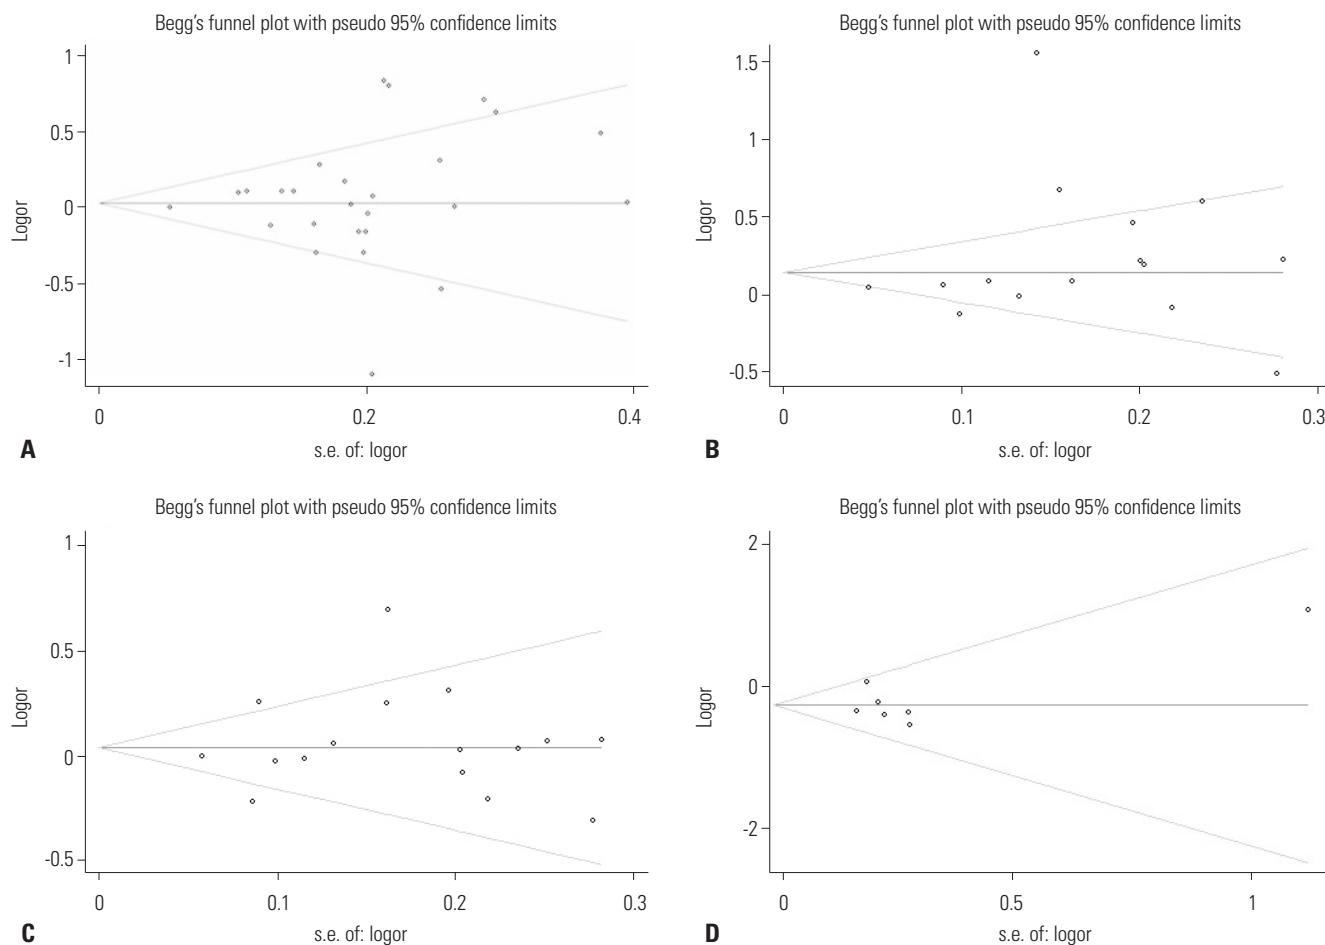 Begg's funnel plot with pseudo 95% confidence limits
1
0.5
0
-0.5
-1
Logor
0 0.2 0.4
s.e. of: logor
A
Begg's funnel plot with pseudo 95% confidence limits
1.5
1
0.5
0
-0.5
Logor
0 0.1 0.2 0.3
s.e. of: logor
B
Begg's funnel plot with pseudo 95% confidence limits
1
0.5
0
-0.5
Logor
0 0.1 0.2 0.3
s.e. of: logor
C
Begg's funnel plot with pseudo 95% confidence limits
2
0
-2
Logor
0 0.5 1
s.e. of: logor
D